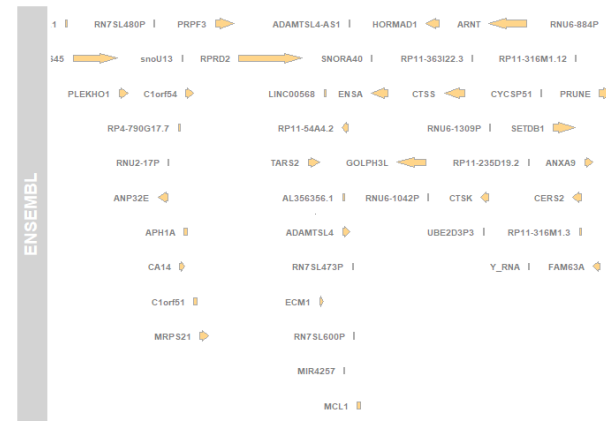 1 RN7SL480P PRPF3 ADAMTSL4-AS1 HORMAD1 ARNT RNU6-884P
645 snoU13 RPRD2 SNORA40 RP11-363I22.3 RP11-316M1.12
PLEKHO1 C1orf54 LINC00568 ENSA CTSS CYCSP51 PRUNE
RP4-790G17.7 RP11-54A4.2 RNU6-1309P SETDB1
RNU2-17P TARS2 GOLPH3L RP11-235D19.2 ANXA9
ANP32E AL356356.1 RNU6-1042P CTSK CERS2
APH1A ADAMTSL4 UBE2D3P3 RP11-316M1.3
CA14 RN7SL473P Y_RNA FAM63A
C1orf51 ECM1
MRPS21 RN7SL600P
MIR4257
MCL1
ENSEMBL